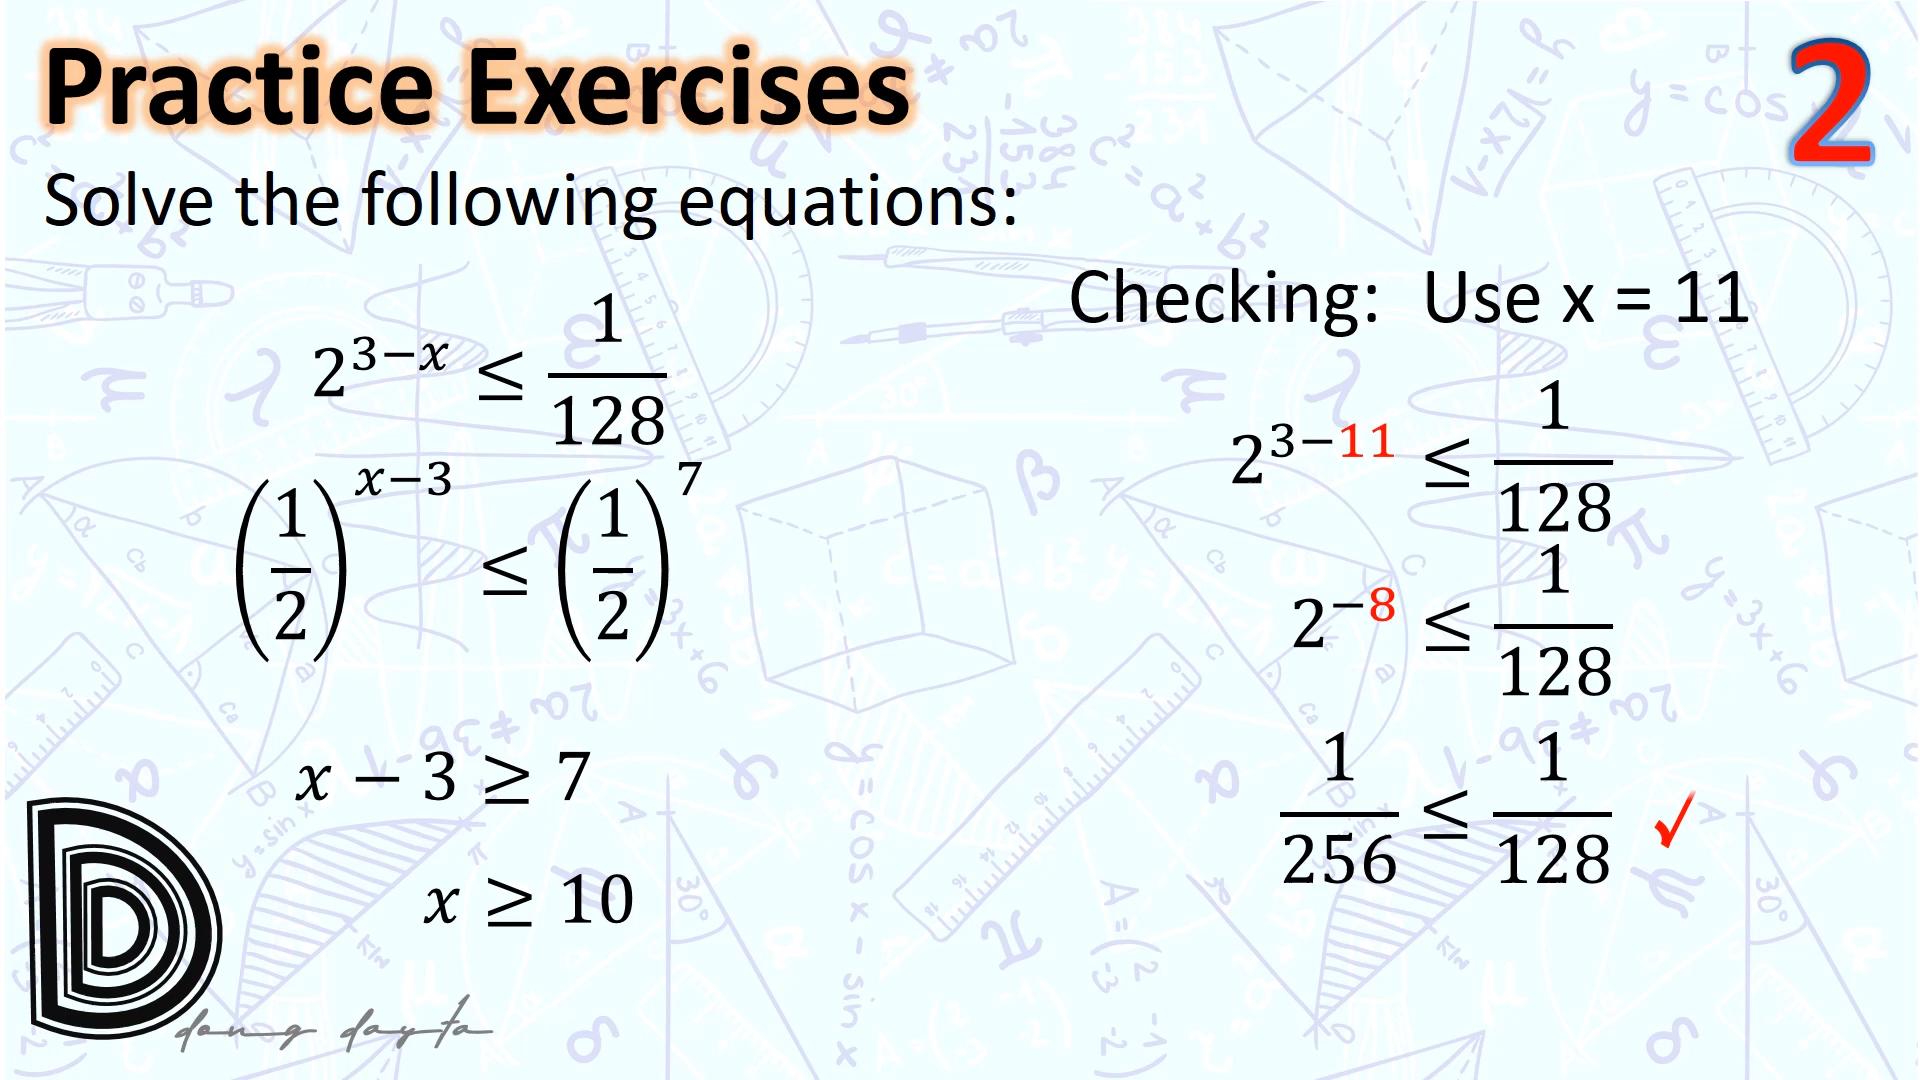 Practice Exercises
2
Solve the following equations:
2^{3−x} ≤ 1/128
(1/2)^{x−3} ≤ (1/2)^7
x − 3 ≥ 7
x ≥ 10
Checking: Use x = 11
2^{3−11} ≤ 1/128
2^{−8} ≤ 1/128
1/256 ≤ 1/128 ✓
D
dong dayta